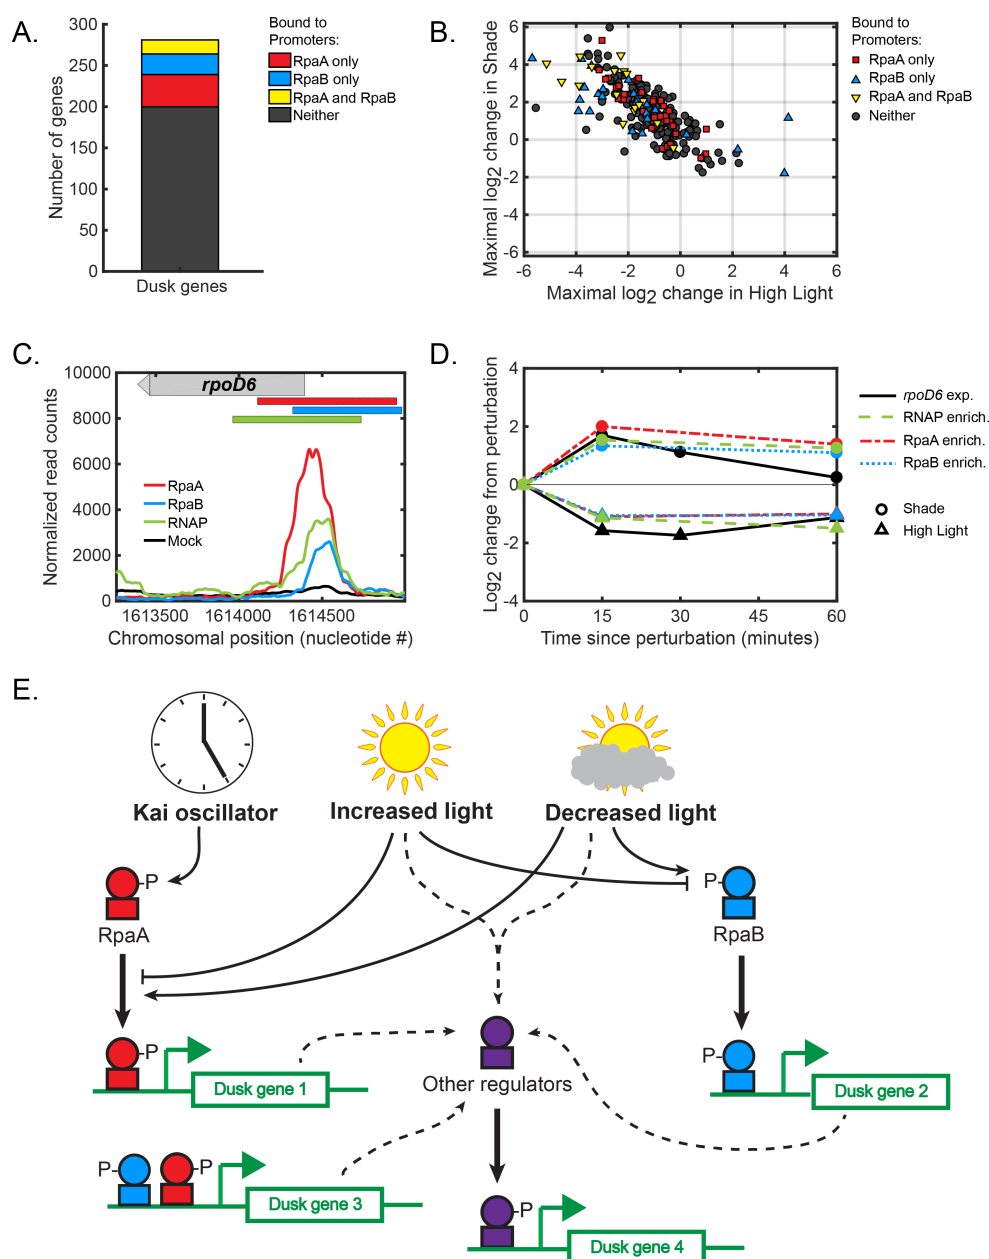 A.
300
250
200
150
100
50
0
Number of genes
Dusk genes
Bound to
Promoters:
RpaA only
RpaB only
RpaA and RpaB
Neither
B.
6
4
2
0
-2
-4
-6
Maximal log2 change in Shade
-6 -4 -2 0 2 4 6
Maximal log2 change in High Light
Bound to
Promoters:
RpaA only
RpaB only
RpaA and RpaB
Neither
C.
10000
8000
6000
4000
2000
0
Normalized read counts
rpoD6
RpaA
RpaB
RNAP
Mock
1613500 1614000 1614500
Chromosomal position (nucleotide #)
D.
4
2
0
-2
-4
Log2 change from perturbation
0 15 30 45 60
Time since perturbation (minutes)
rpoD6 exp.
RNAP enrich.
RpaA enrich.
RpaB enrich.
Shade
High Light
E.
Kai oscillator
Increased light
Decreased light
-P
RpaA
P-
RpaB
-P
Dusk gene 1
Other regulators
P-
Dusk gene 2
P-
-P
Dusk gene 3
-P
Dusk gene 4